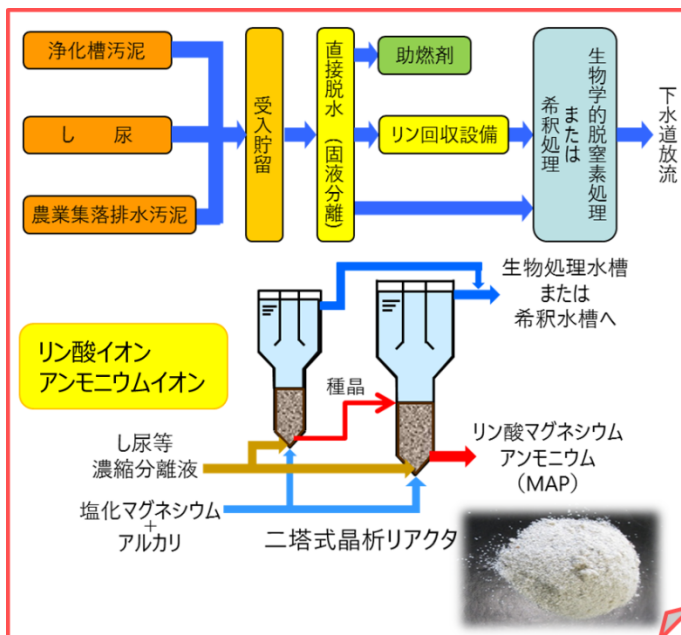 浄化槽汚泥
し　尿
農業集落排水汚泥
受入貯留
直接脱水（固液分離）
助燃剤
リン回収設備
生物学的脱窒素処理
または
希釈処理
下水道放流
生物処理水槽
または
希釈水槽へ
リン酸イオン
アンモニウムイオン
種晶
し尿等
濃縮分離液
リン酸マグネシウム
アンモニウム
（MAP）
塩化マグネシウム
+
アルカリ
二塔式晶析リアクタ